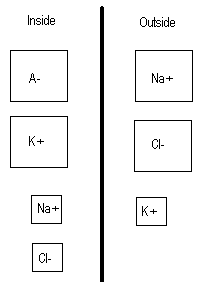 Inside
Outside
A-
Na+
K+
Cl-
Na+
K+
Cl-